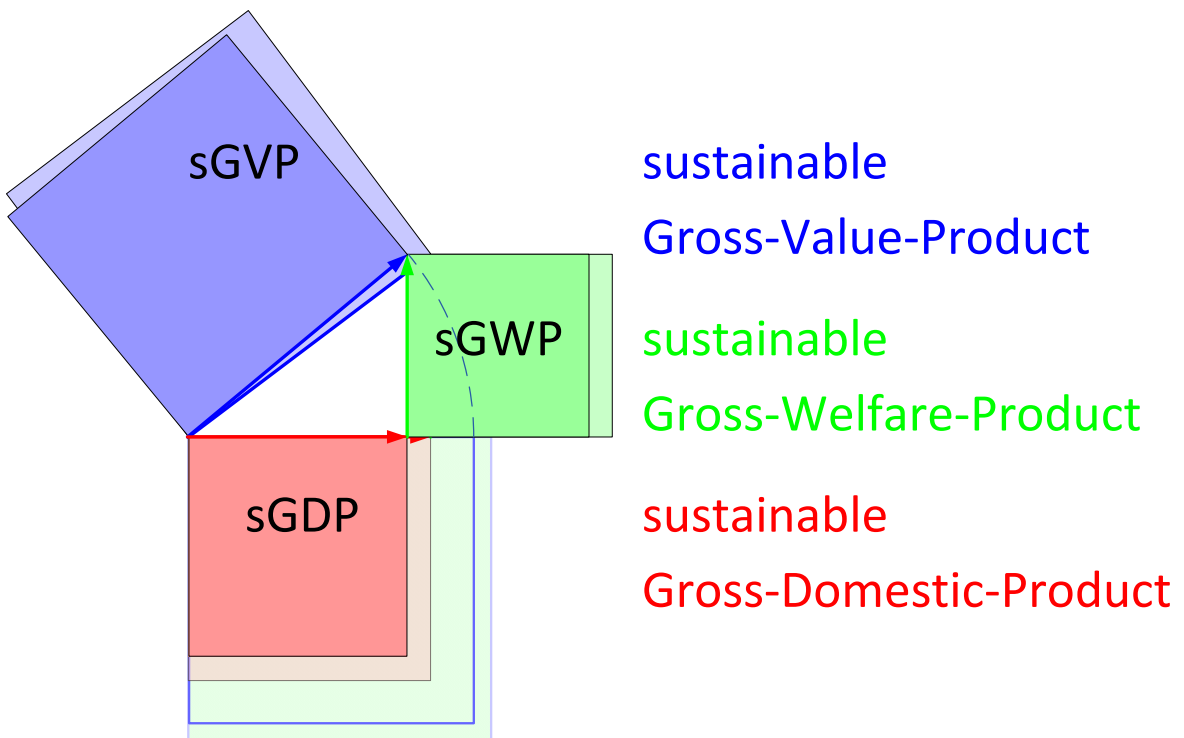 sGVP
sustainable
Gross-Value-Product
sGWP
sustainable
Gross-Welfare-Product
sGDP
sustainable
Gross-Domestic-Product